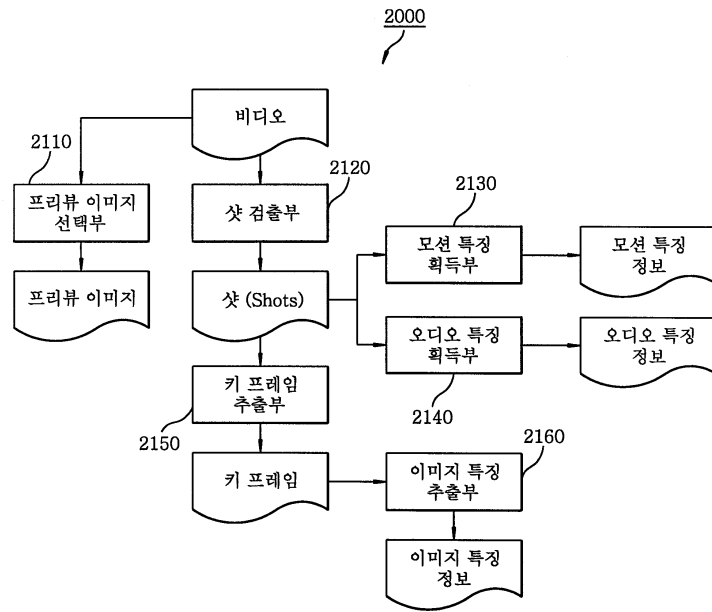 2000
비디오
2110
2120
프리뷰 이미지
선택부
샷 검출부
2130
모션 특징
획득부
모션 특징
정보
프리뷰 이미지
샷 (Shots)
오디오 특징
획득부
오디오 특징
정보
2140
키 프레임
추출부
2150
2160
키 프레임
이미지 특징
추출부
이미지 특징
정보